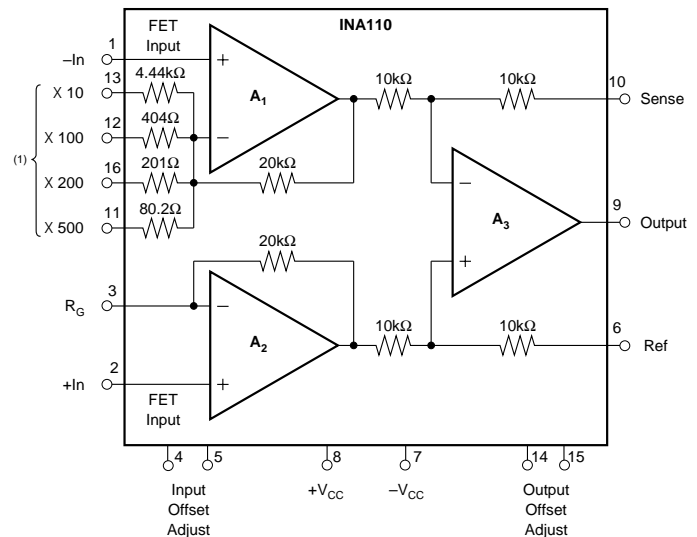 INA110
FET
Input
1
–In
13
4.44kΩ
X 10
12
404Ω
X 100
16
201Ω
X 200
11
80.2Ω
X 500
(1)
+
A1
–
20kΩ
10kΩ
10kΩ
10
Sense
–
A3
+
9
Output
20kΩ
3
RG
–
A2
+
2
+In
FET
Input
10kΩ
10kΩ
6
Ref
4
5
8
7
14
15
Input
Offset
Adjust
+VCC
–VCC
Output
Offset
Adjust